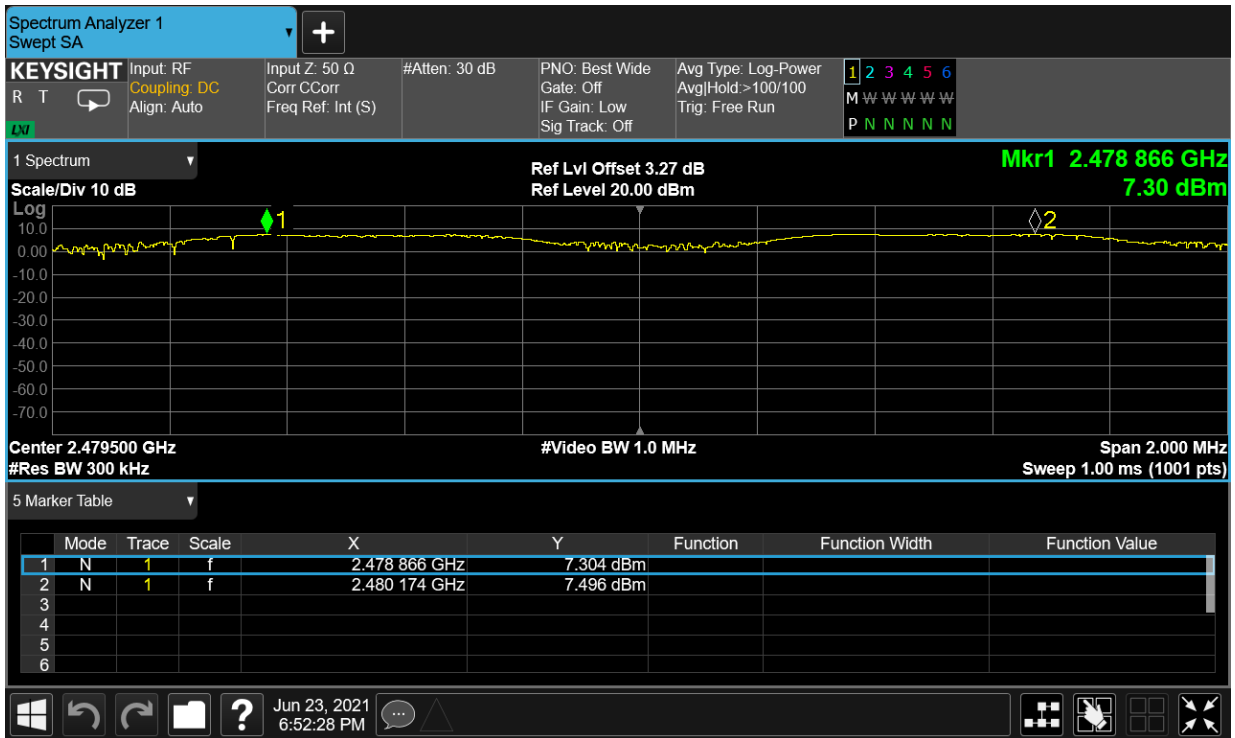 Spectrum Analyzer 1
Swept SA
KEYSIGHT
R T
LXI
Input: RF
Coupling: DC
Align: Auto
Input Z: 50 Ω
Corr CCorr
Freq Ref: Int (S)
#Atten: 30 dB
PNO: Best Wide
Gate: Off
IF Gain: Low
Sig Track: Off
Avg Type: Log-Power
Avg|Hold:>100/100
Trig: Free Run
1 2 3 4 5 6
M W W W W W
P N N N N N
1 Spectrum
Scale/Div 10 dB
Ref Lvl Offset 3.27 dB
Ref Level 20.00 dBm
Mkr1 2.478 866 GHz
7.30 dBm
Log
1
2
10.0
0.00
-10.0
-20.0
-30.0
-40.0
-50.0
-60.0
-70.0
Center 2.479500 GHz
#Video BW 1.0 MHz
Span 2.000 MHz
#Res BW 300 kHz
Sweep 1.00 ms (1001 pts)
5 Marker Table
Mode Trace Scale X Y Function Function Width Function Value
1 N 1 f 2.478 866 GHz 7.304 dBm
2 N 1 f 2.480 174 GHz 7.496 dBm
3
4
5
6
?
Jun 23, 2021
6:52:28 PM